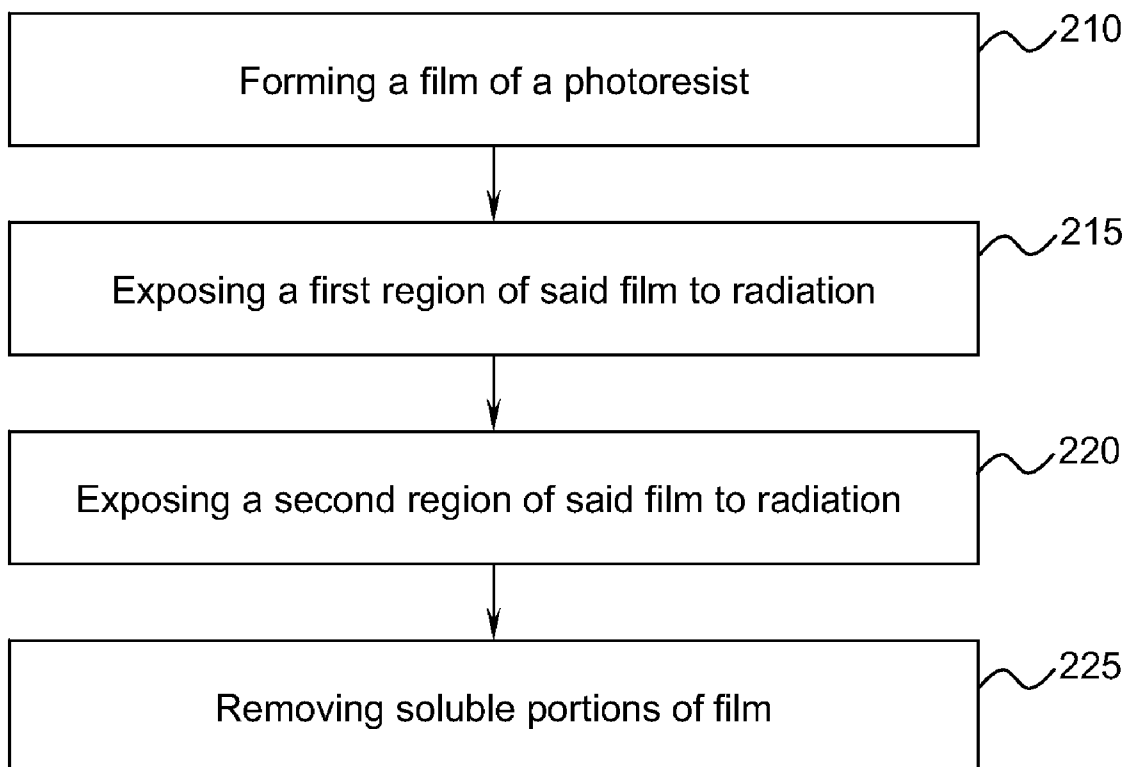 210
Forming a film of a photoresist
215
Exposing a first region of said film to radiation
220
Exposing a second region of said film to radiation
225
Removing soluble portions of film